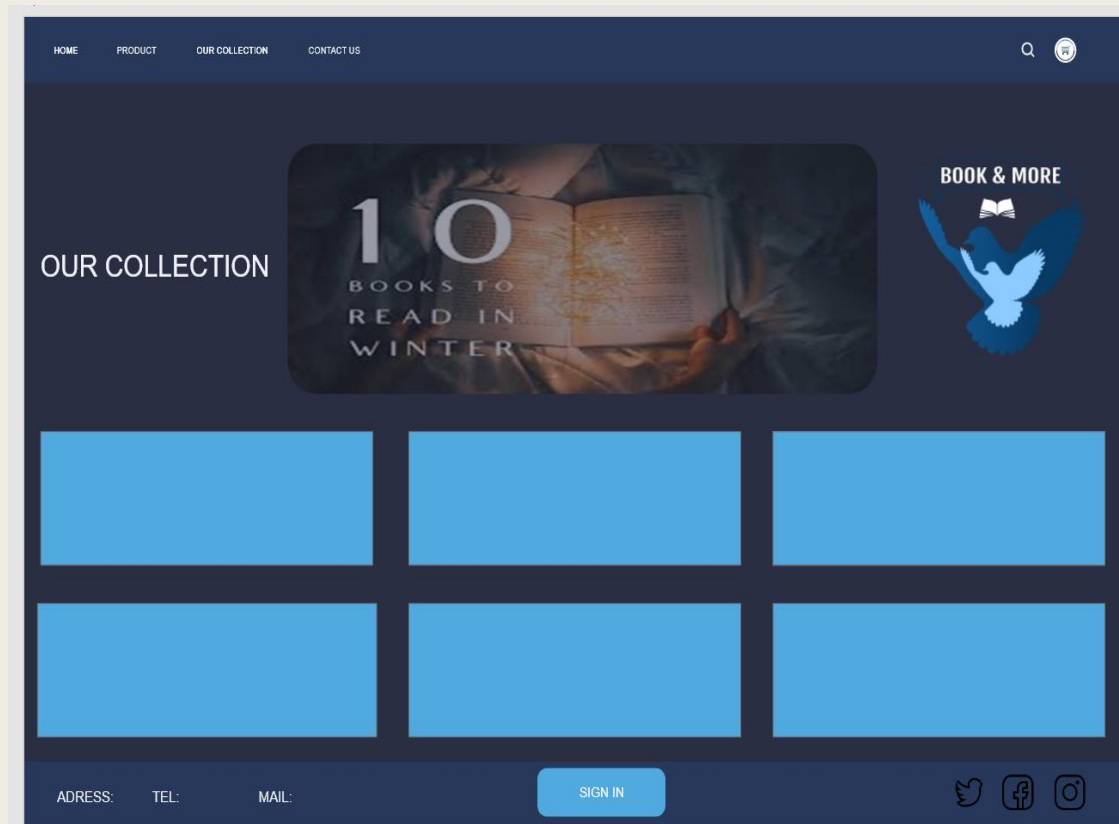 HOME PRODUCT OUR COLLECTION CONTACT US
BOOK & MORE
OUR COLLECTION
10
BOOKS TO
READ IN
WINTER
ADRESS: TEL: MAIL:
SIGN IN